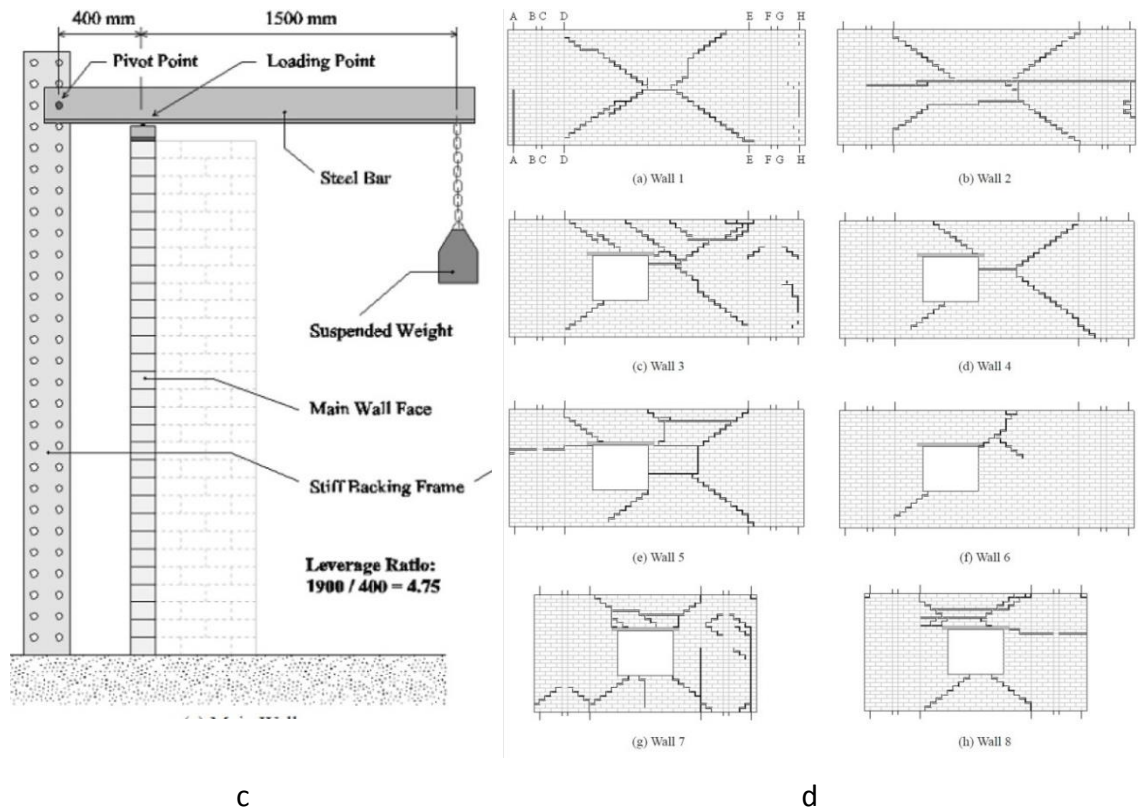 400 mm
1500 mm
Pivot Point
Loading Point
Steel Bar
Suspended Weight
Main Wall Face
Stiff Backing Frame
Leverage Ratio:
1900 / 400 = 4.75
c
A B C D E F G H
A B C D E F G H
(a) Wall 1
(b) Wall 2
(c) Wall 3
(d) Wall 4
(e) Wall 5
(f) Wall 6
(g) Wall 7
(h) Wall 8
d